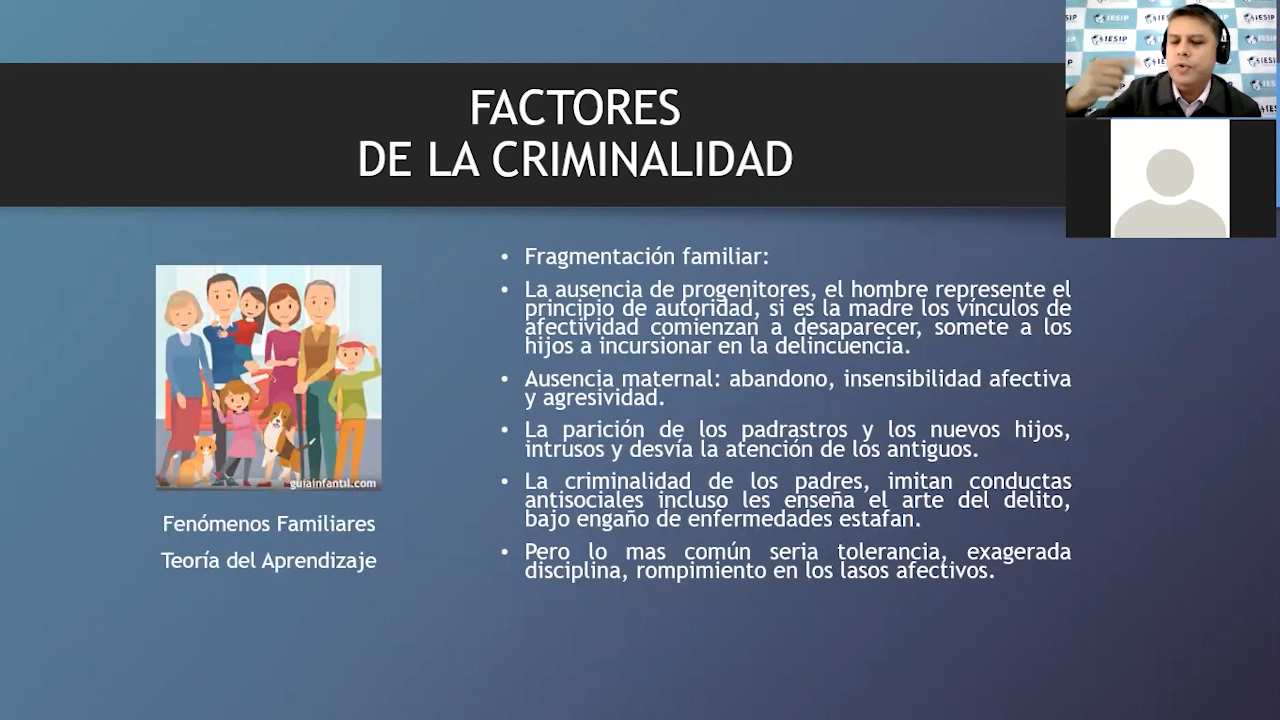 FACTORES
DE LA CRIMINALIDAD
IESIP
guiainfantil.com
Fenómenos Familiares
Teoría del Aprendizaje
• Fragmentación familiar:
• La ausencia de progenitores, el hombre represente el
principio de autoridad, si es la madre los vínculos de
afectividad comienzan a desaparecer, somete a los
hijos a incursionar en la delincuencia.
• Ausencia maternal: abandono, insensibilidad afectiva
y agresividad.
• La parición de los padrastros y los nuevos hijos,
intrusos y desvía la atención de los antiguos.
• La criminalidad de los padres, imitan conductas
antisociales incluso les enseña el arte del delito,
bajo engaño de enfermedades estafan.
• Pero lo mas común seria tolerancia, exagerada
disciplina, rompimiento en los lasos afectivos.